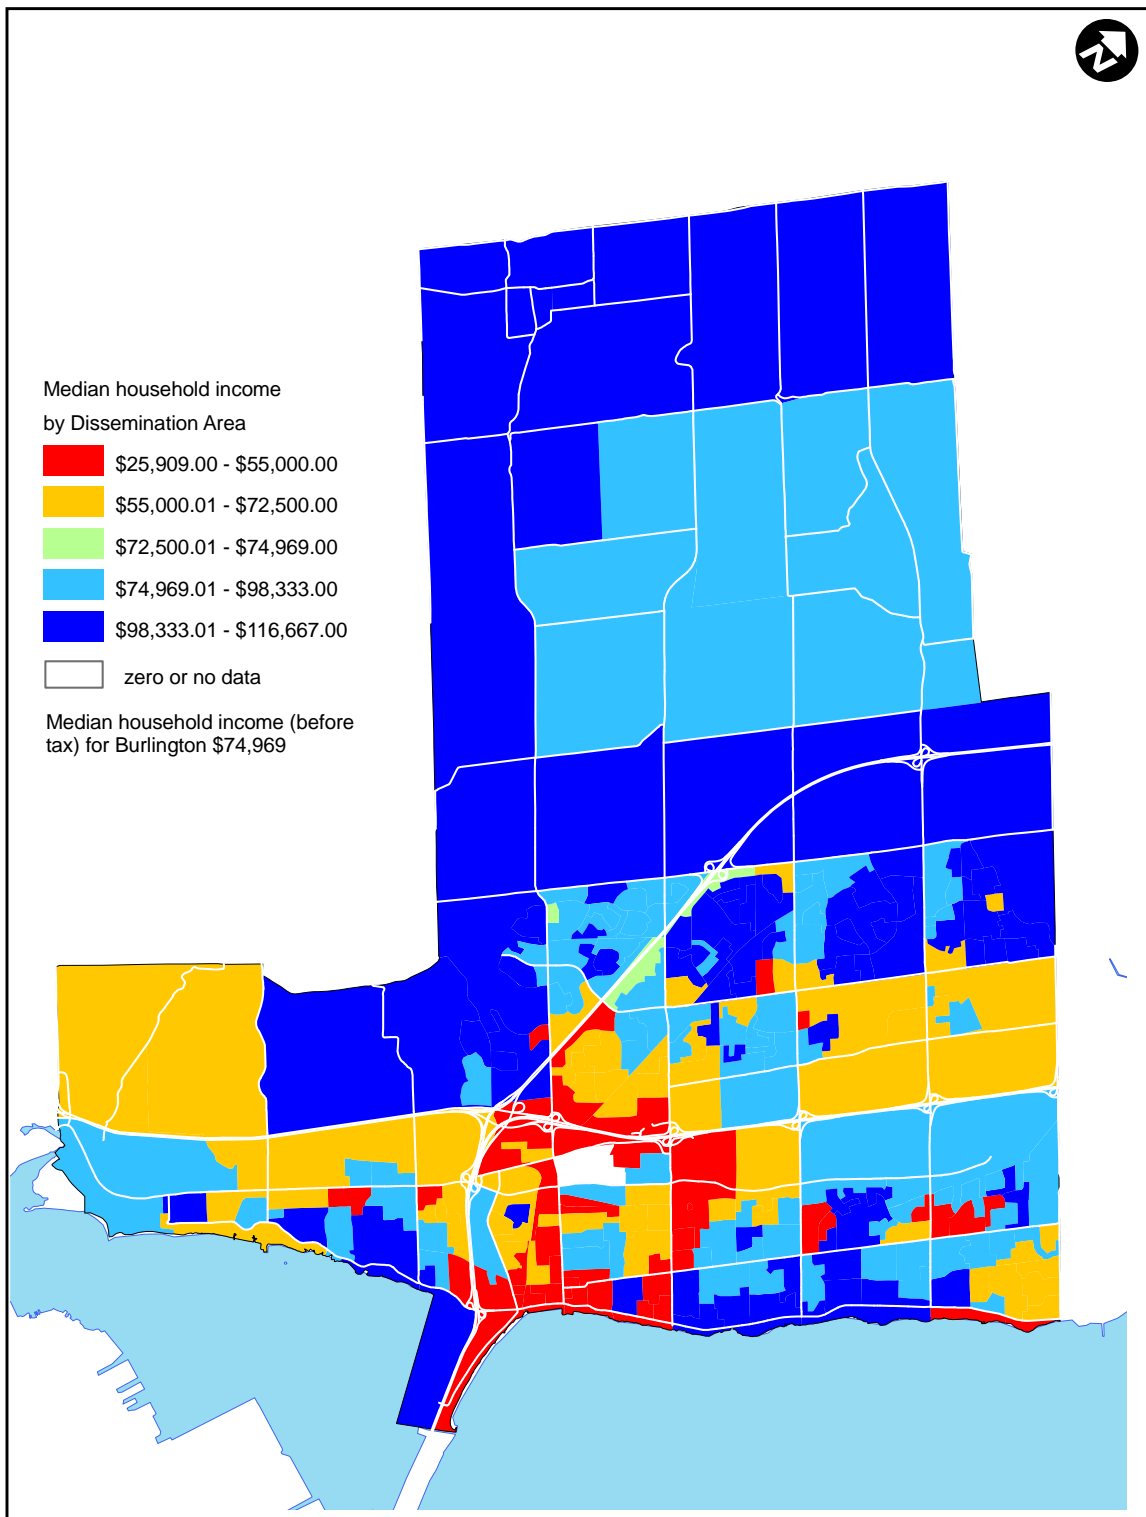 N
Median household income
by Dissemination Area
$25,909.00 - $55,000.00
$55,000.01 - $72,500.00
$72,500.01 - $74,969.00
$74,969.01 - $98,333.00
$98,333.01 - $116,667.00
zero or no data
Median household income (before
tax) for Burlington $74,969